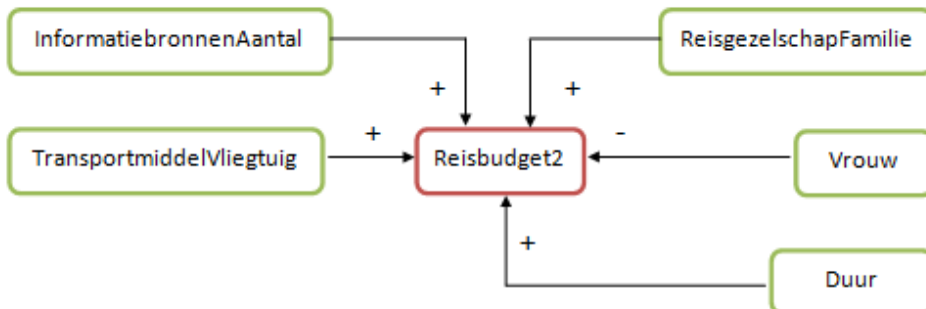 InformatiebronnenAantal
ReisgezelschapFamilie
+
+
TransportmiddelVliegtuig
+
Reisbudget2
-
Vrouw
+
Duur